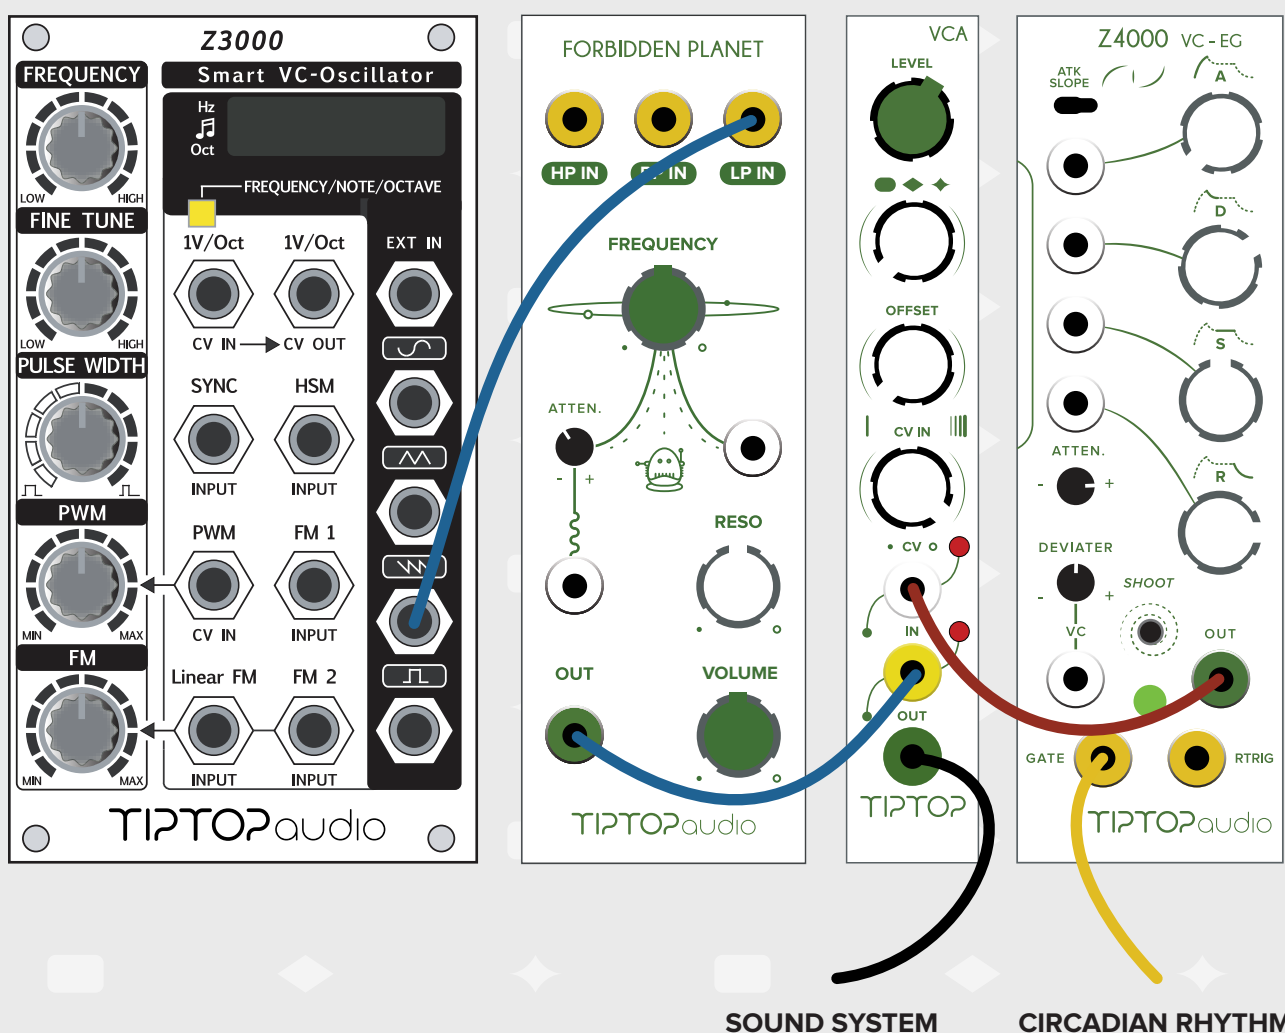 Z3000
Smart VC-Oscillator
FREQUENCY
LOW
HIGH
FINE TUNE
LOW
HIGH
PULSE WIDTH
PWM
MIN
MAX
FM
MIN
MAX
Hz
Oct
FREQUENCY/NOTE/OCTAVE
1V/Oct
1V/Oct
EXT IN
CV IN
CV OUT
SYNC
HSM
INPUT
INPUT
PWM
FM 1
CV IN
INPUT
Linear FM
FM 2
INPUT
INPUT
TIPTOP audio
FORBIDDEN PLANET
HP IN
LP IN
FREQUENCY
ATTEN.
- +
RESO
OUT
VOLUME
TIPTOP audio
VCA
LEVEL
OFFSET
CV IN
CV
IN
OUT
TIPTOP
Z4000 VC-EG
ATK
SLOPE
A
D
S
R
ATTEN.
- +
DEVIATER
- +
SHOOT
VC
OUT
GATE
RTRIG
TIPTOP audio
SOUND SYSTEM
CIRCADIAN RHYTHM